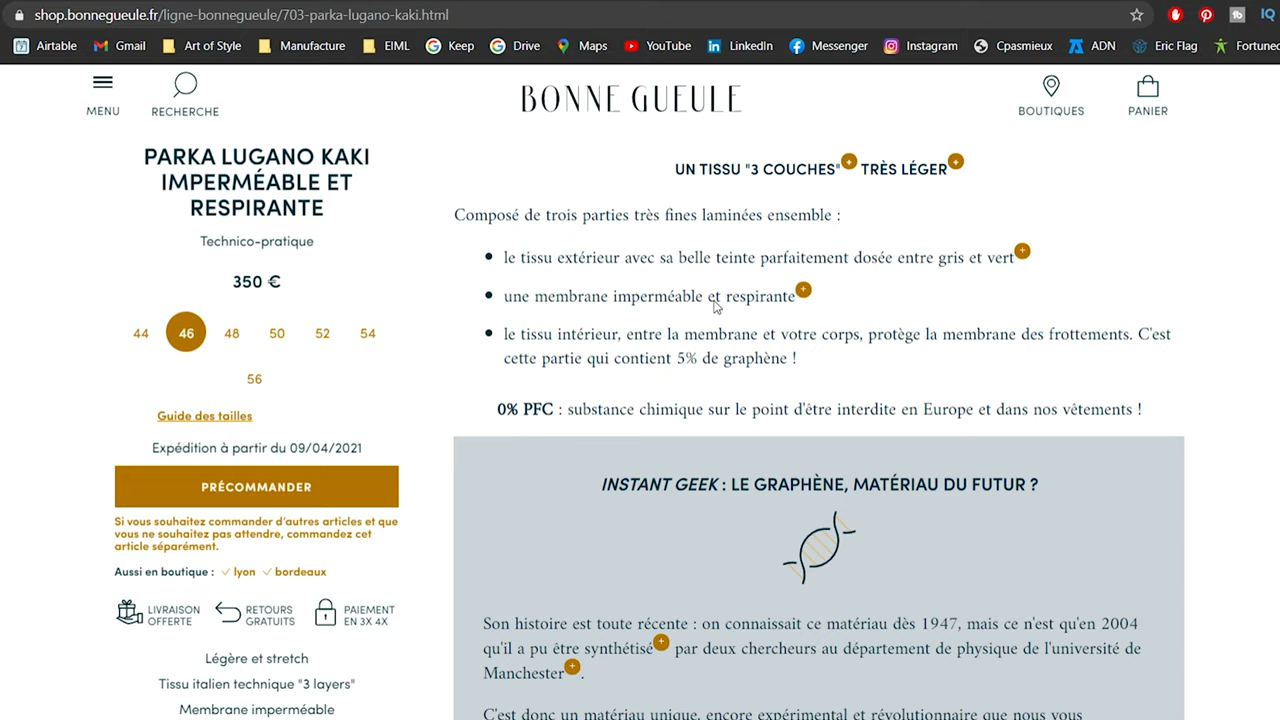 shop.bonnegueule.fr/ligne-bonnegueule/703-parka-lugano-kaki.html
Airtable Gmail Art of Style Manufacture EIML Keep Drive Maps YouTube LinkedIn Messenger Instagram Cpasmieux ADN Eric Flag Fortuneo
MENU
RECHERCHE
BONNE GUEULE
BOUTIQUES
PANIER
PARKA LUGANO KAKI
IMPERMÉABLE ET
RESPIRANTE
Technico-pratique
350 €
44 46 48 50 52 54
56
Guide des tailles
Expédition à partir du 09/04/2021
PRÉCOMMANDER
Si vous souhaitez commander d'autres articles et que
vous ne souhaitez pas attendre, commandez cet
article séparément.
Aussi en boutique : lyon bordeaux
LIVRAISON
OFFERTE
RETOURS
GRATUITS
PAIEMENT
EN 3X 4X
Légère et stretch
Tissu italien technique "3 layers"
Membrane imperméable
UN TISSU "3 COUCHES" TRÈS LÉGER
Composé de trois parties très fines laminées ensemble :
le tissu extérieur avec sa belle teinte parfaitement dosée entre gris et vert
une membrane imperméable et respirante
le tissu intérieur, entre la membrane et votre corps, protège la membrane des frottements. C'est
cette partie qui contient 5% de graphène !
0% PFC : substance chimique sur le point d'être interdite en Europe et dans nos vêtements !
INSTANT GEEK : LE GRAPHÈNE, MATÉRIAU DU FUTUR ?
Son histoire est toute récente : on connaissait ce matériau dès 1947, mais ce n'est qu'en 2004
qu'il a pu être synthétisé par deux chercheurs au département de physique de l'université de
Manchester.
C'est donc un matériau unique, encore expérimental et révolutionnaire que nous vous